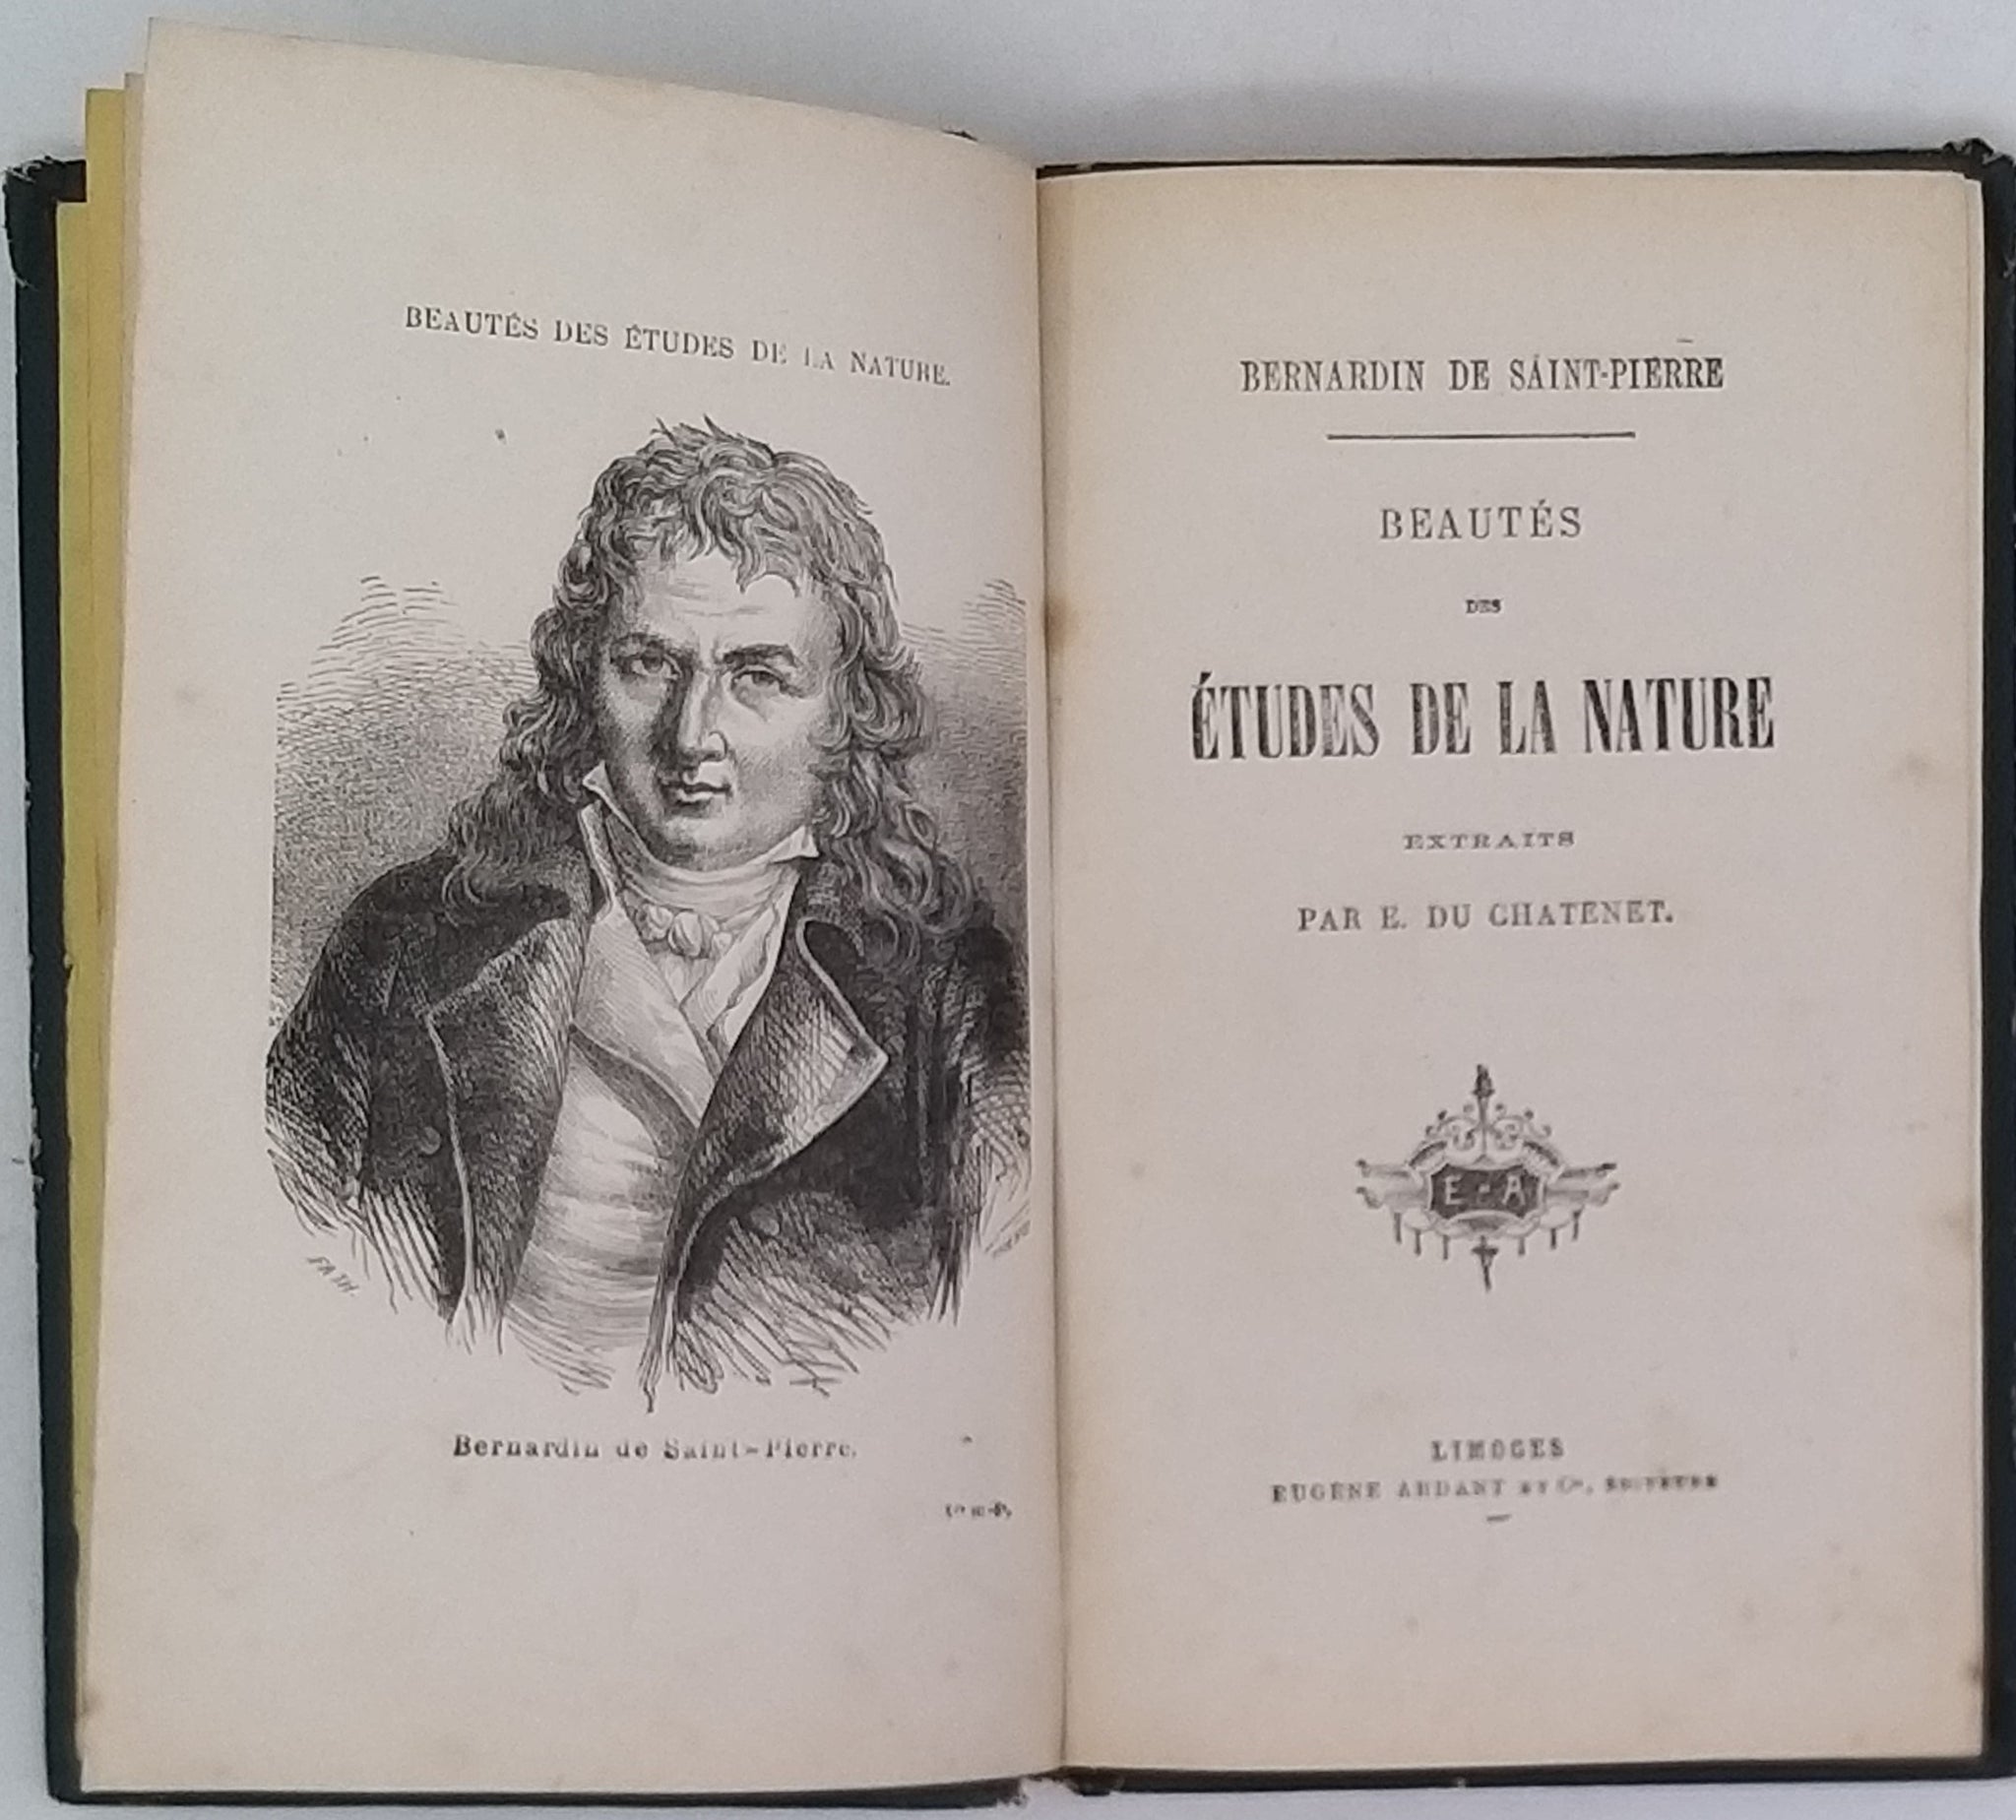 BEAUTÉS DES ÉTUDES DE LA NATURE.
FATH.
Bernardin de Saint-Pierre.
BERNARDIN DE SAINT-PIERRE
BEAUTÉS
DES
ÉTUDES DE LA NATURE
EXTRAITS
PAR E. DU CHATENET.
E A
LIMOGES
EUGÈNE ARDANT ET Cie, ÉDITEURS